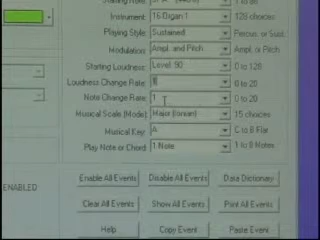 Instrument: 16 Organ 1 128 choices
Playing Style: Sustained Percus. or Sust.
Modulation: Ampl. and Pitch Ampl. or Pitch
Starting Loudness: Level: 90 0 to 128
Loudness Change Rate: 0 to 20
Note Change Rate: 1 0 to 20
Musical Scale (Mode): Major (Ionian) 15 choices
Musical Key: A C to B Flat
Play Note or Chord: 1 Note 1 to 8 Notes
Enable All Events Disable All Events Data Dictionary
ENABLED
Clear All Events Show All Events Print All Events
Help Copy Event Paste Event